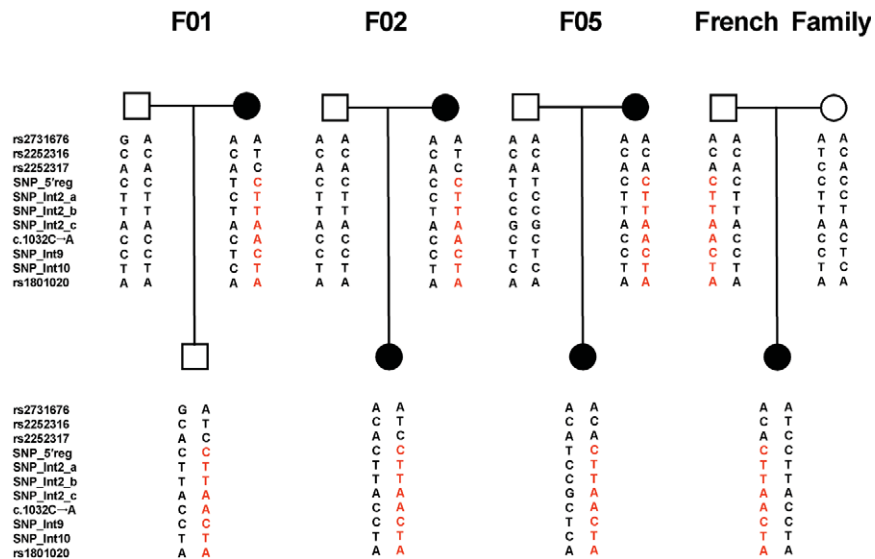 F01 F02 F05 French Family
rs2731676 G A A A A A A A A A A A A A A A
rs2252316 C C C T C C C T C C C C C C T C
rs2252317 A A A C A A A C A A A A A A C A
SNP_5'reg C C T C C C C C T T C C C C C C
SNP_Int2_a T T C T T T C T C C T T T T T C
SNP_Int2_b T T T T T T T T C C T T T T T T
SNP_Int2_c A A A A A A A A G G A A A A A A
c.1032C→A C C C A C C C A C C C A A C C C
SNP_Int9 C C T C C C C C T T C C C C C T
SNP_Int10 T T C T T T T T C C T T T T T C
rs1801020 A A A A A A A A A A A A A A A A
rs2731676 G A A A A A A A
rs2252316 C T C T C C C T
rs2252317 A C A C A A A C
SNP_5'reg C C C C T C C C
SNP_Int2_a T T T T C T T T
SNP_Int2_b T T T T C T T T
SNP_Int2_c A A A A G A A A
c.1032C→A C A C A C A A C
SNP_Int9 C C C C T C C C
SNP_Int10 T T T T C T T T
rs1801020 A A A A A A A A